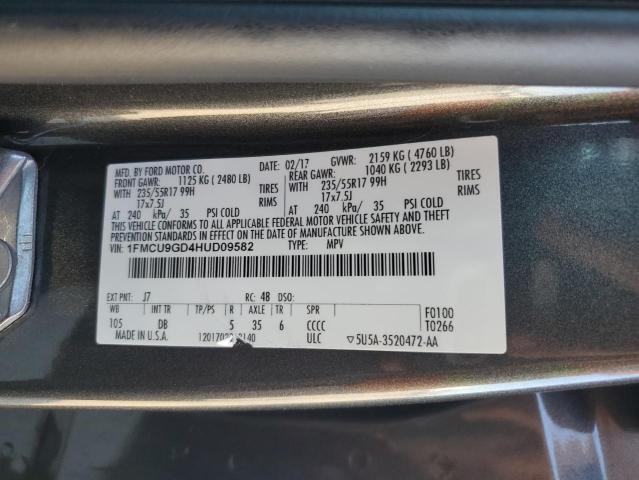 MFD. BY FORD MOTOR CO. 02/17 GVWR: 2159 KG ( 4760 LB)
FRONT GAWR: 1125 KG ( 2480 LB) REAR GAWR: 1040 KG ( 2293 LB)
WITH 235/55R17 99H TIRES WITH 235/55R17 99H TIRES
17x7.5J RIMS 17x7.5J RIMS
AT 240 kPa/ 35 PSI COLD AT 240 kPa/ 35 PSI COLD
THIS VEHICLE CONFORMS TO ALL APPLICABLE FEDERAL MOTOR VEHICLE SAFETY AND THEFT
PREVENTION STANDARDS IN EFFECT ON THE DATE OF MANUFACTURE SHOWN ABOVE.
VIN: 1FMCU9GD4HUD09582 TYPE: MPV
EXT PNT: J7 RC: 48 DSO:
WB INT TR TP/PS R AXLE TR SPR F0100
105 DB 5 35 6 CCCC T0266
MADE IN U.S.A. ULC 5U5A-3520472-AA